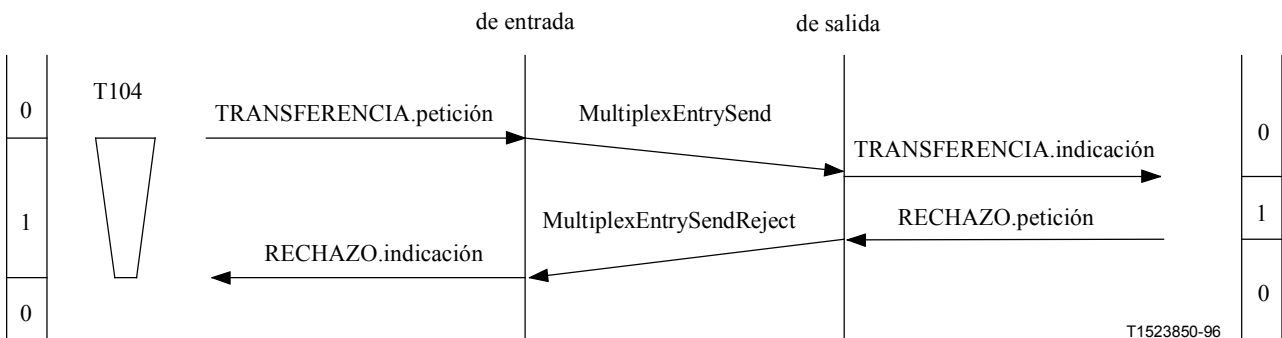 de entrada
de salida
T104
0
TRANSFERENCIA.petición
MultiplexEntrySend
0
TRANSFERENCIA.indicación
1
MultiplexEntrySendReject
RECHAZO.petición
1
RECHAZO.indicación
0
0
T1523850-96